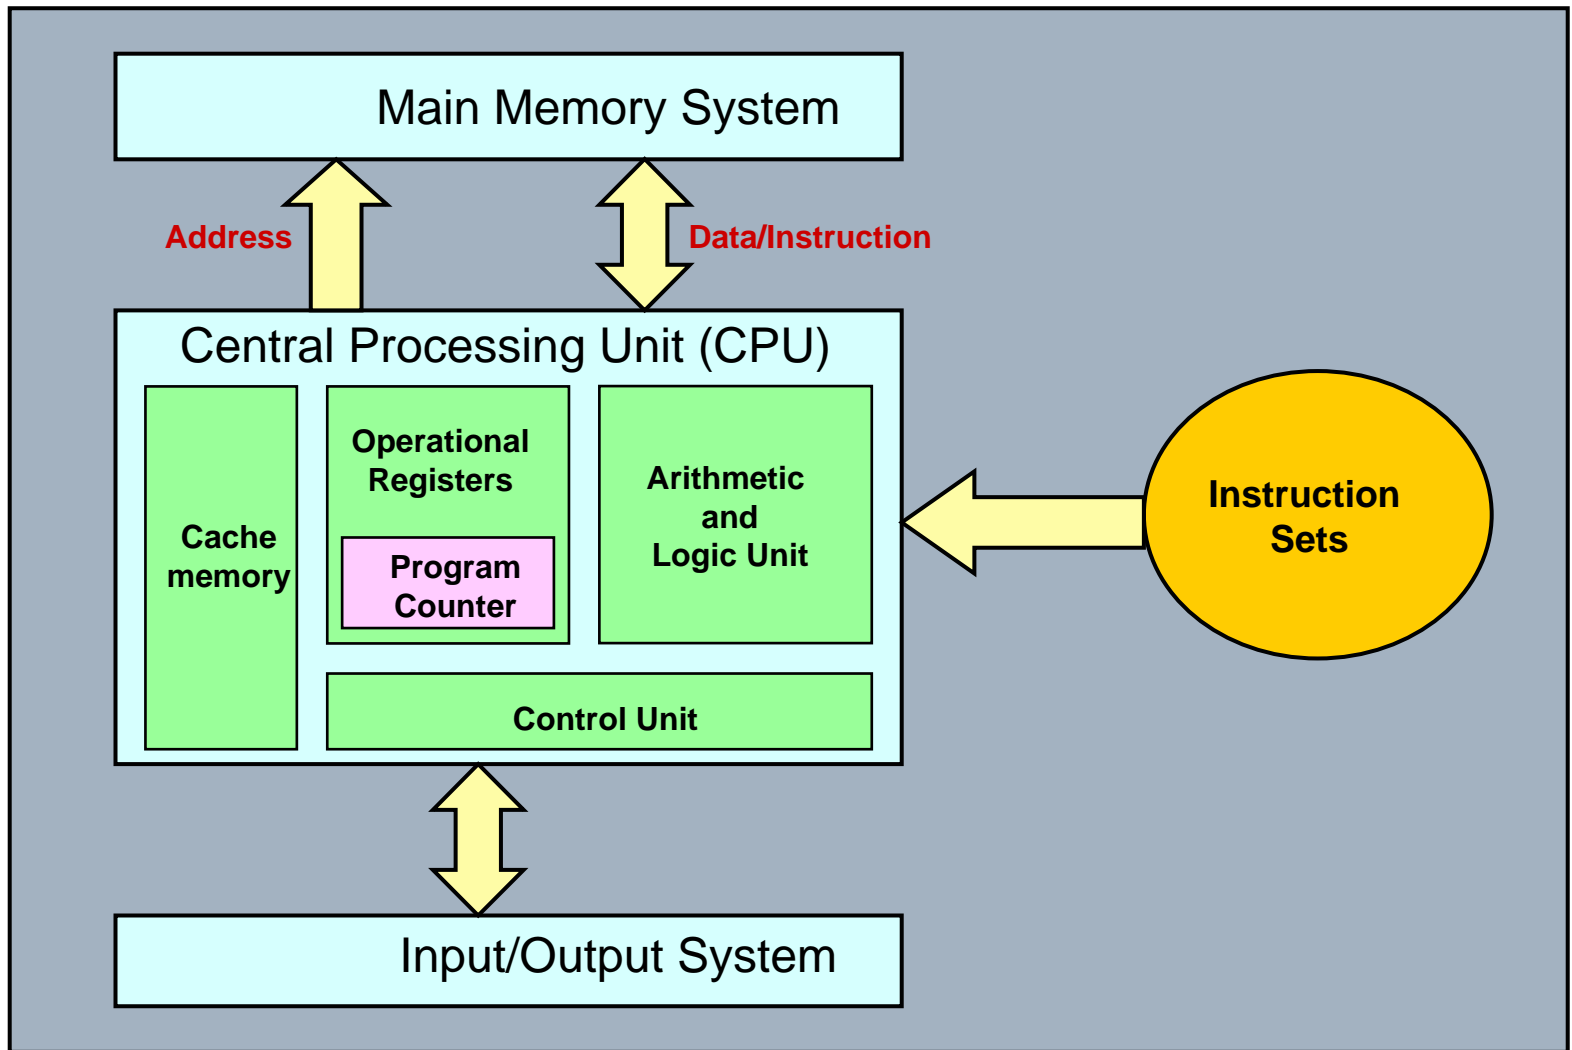 Main Memory System
Address
Data/Instruction
Central Processing Unit (CPU)
Cache
memory
Operational
Registers
Program
Counter
Arithmetic
and
Logic Unit
Control Unit
Instruction
Sets
Input/Output System